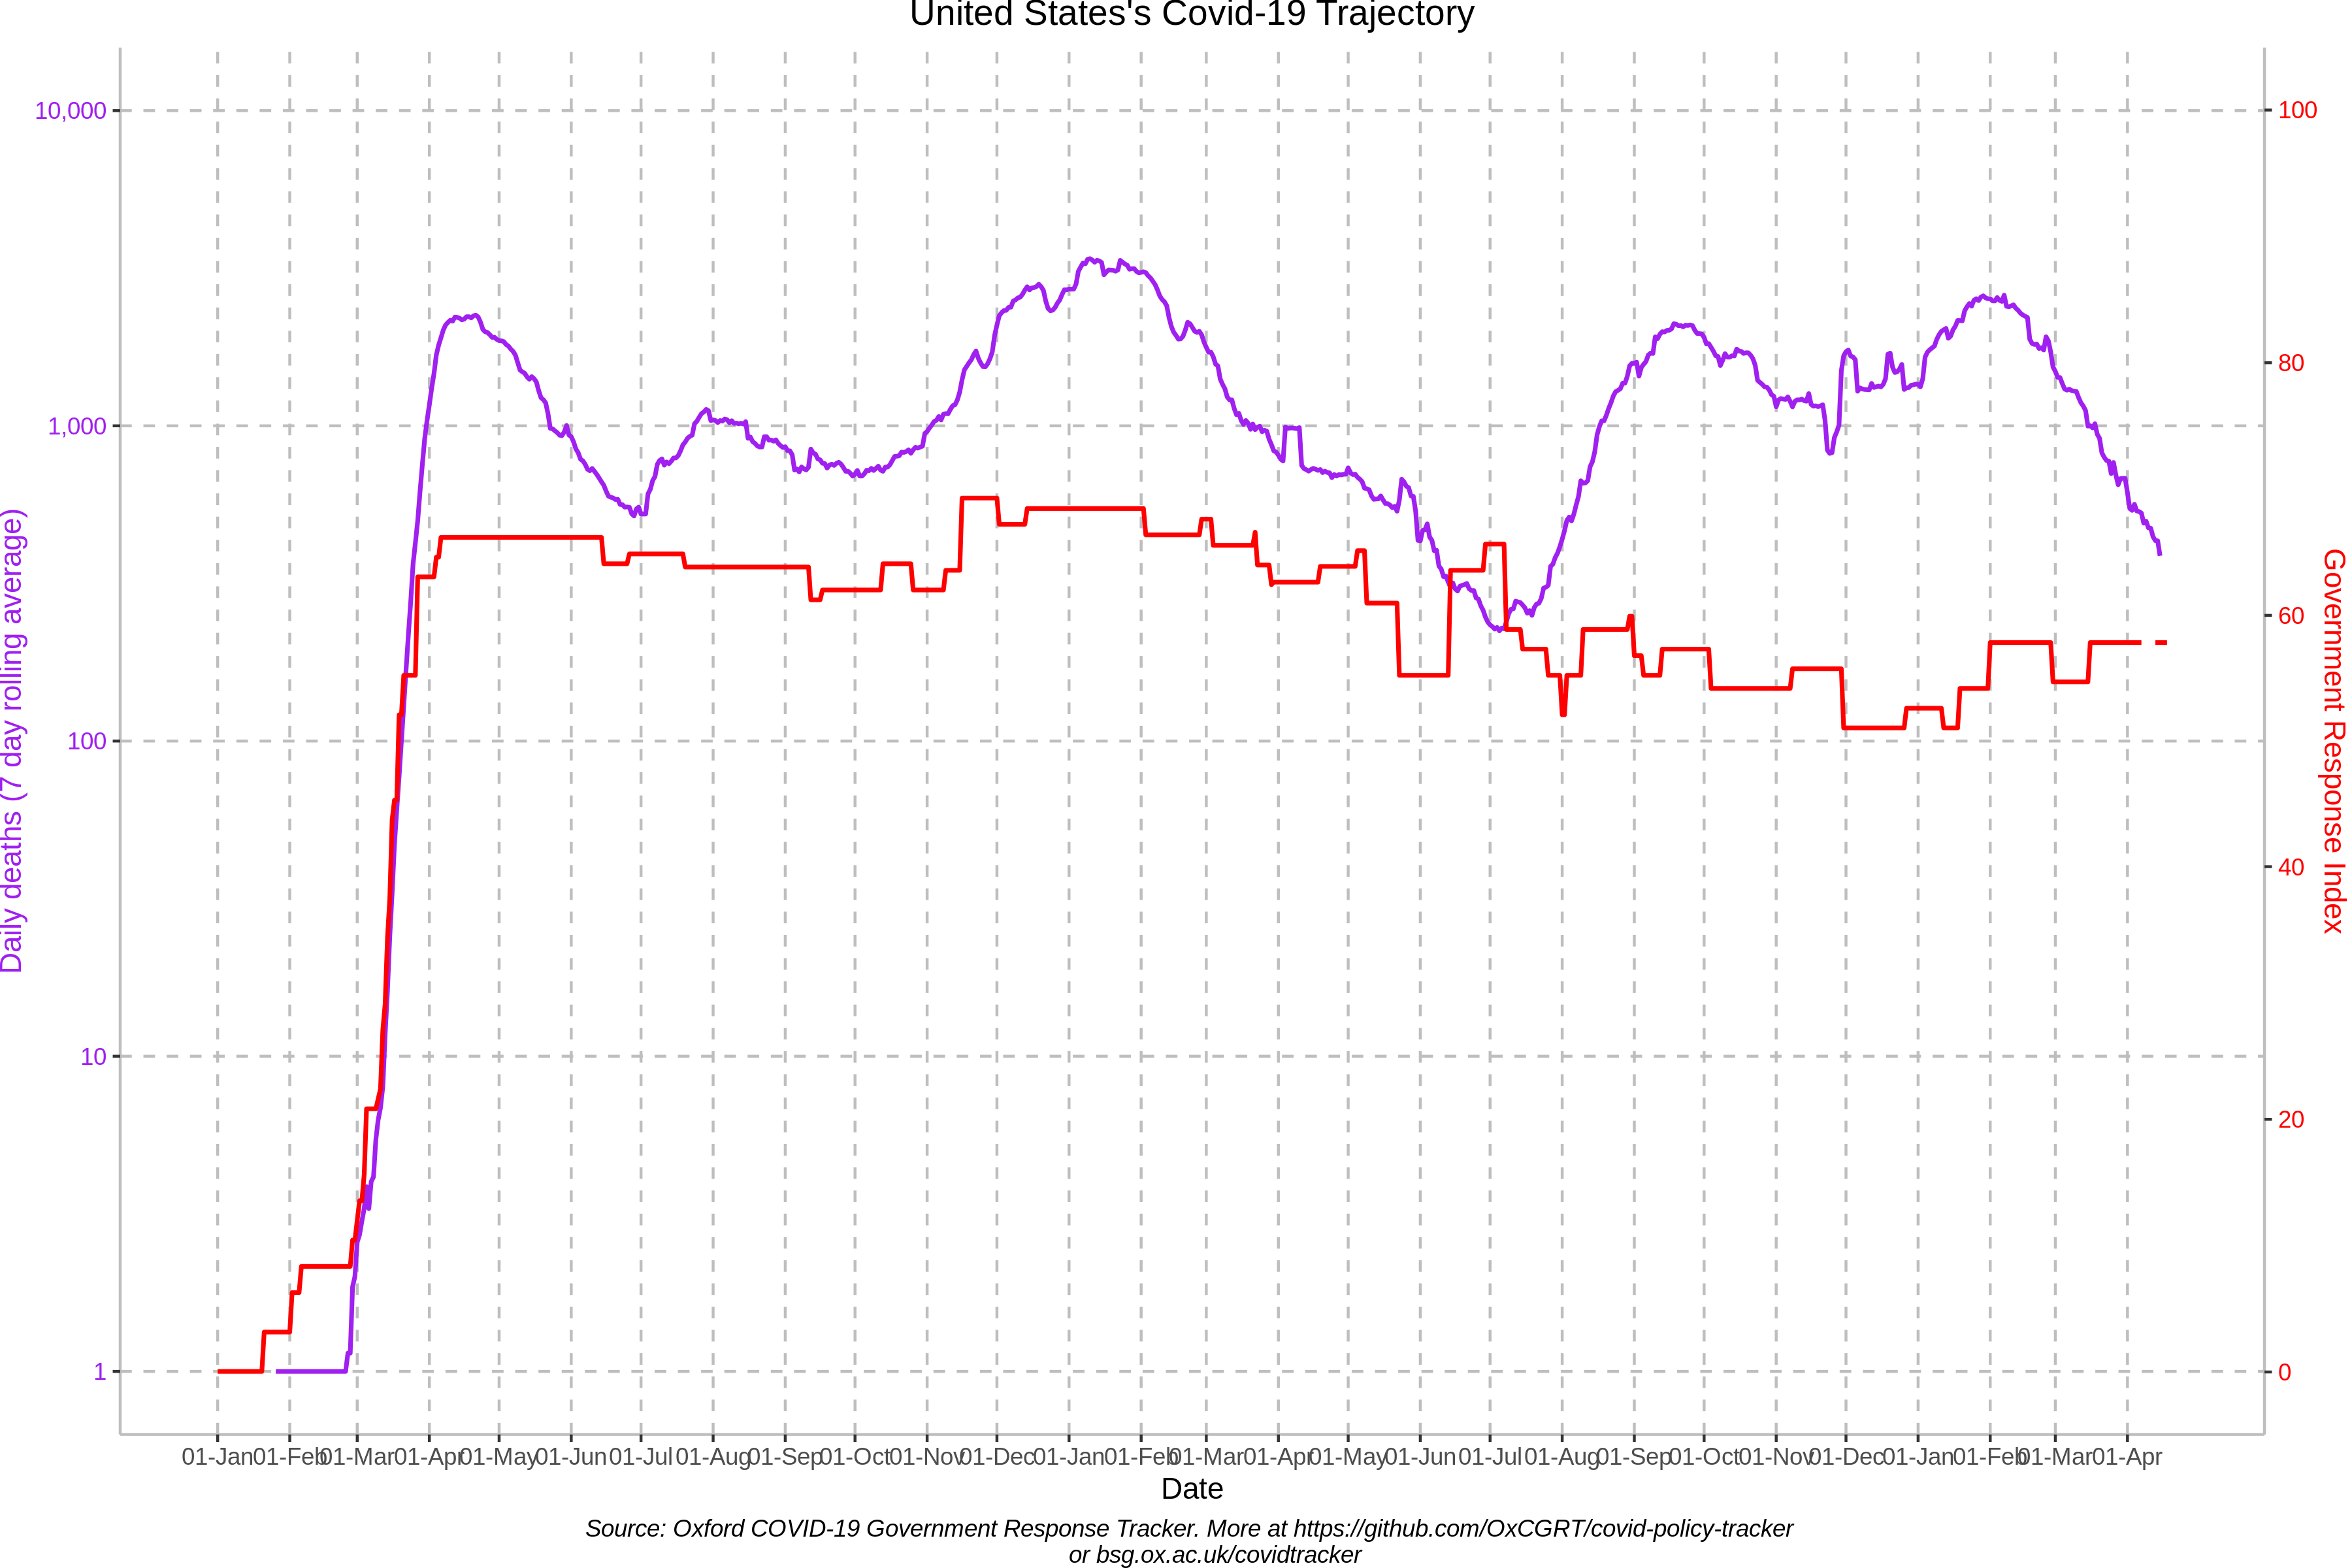 United States's Covid-19 Trajectory
10,000
1,000
100
10
1
Daily deaths (7 day rolling average)
100
80
60
40
20
0
Government Response Index
01-Jan 01-Feb 01-Mar 01-Apr 01-May 01-Jun 01-Jul 01-Aug 01-Sep 01-Oct 01-Nov 01-Dec 01-Jan 01-Feb 01-Mar 01-Apr 01-May 01-Jun 01-Jul 01-Aug 01-Sep 01-Oct 01-Nov 01-Dec 01-Jan 01-Feb 01-Mar 01-Apr
Date
Source: Oxford COVID-19 Government Response Tracker. More at https://github.com/OxCGRT/covid-policy-tracker
or bsg.ox.ac.uk/covidtracker